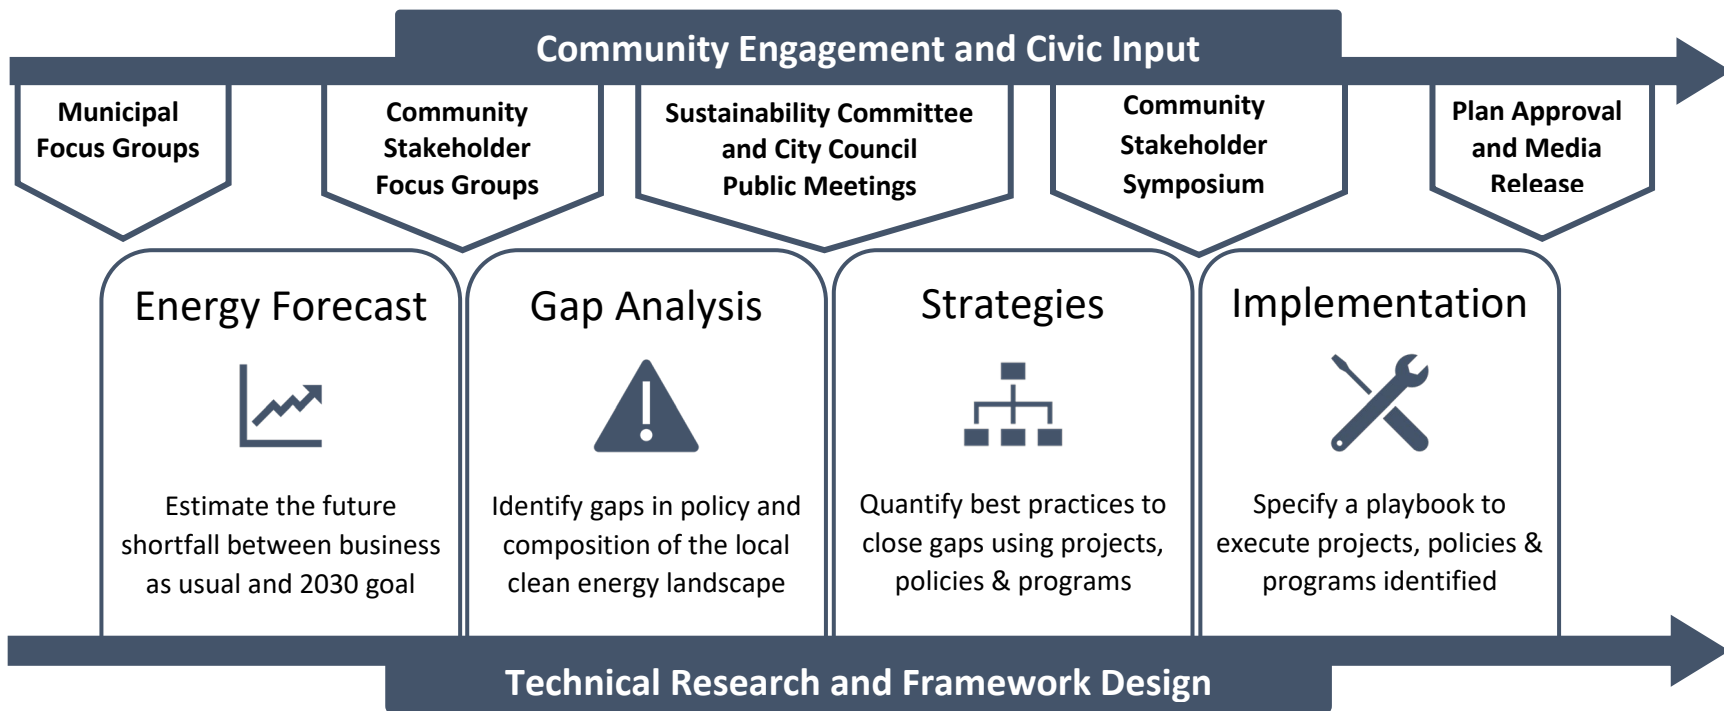 Community Engagement and Civic Input
Municipal
Focus Groups
Community
Stakeholder
Focus Groups
Sustainability Committee
and City Council
Public Meetings
Community
Stakeholder
Symposium
Plan Approval
and Media
Release
Energy Forecast
Estimate the future
shortfall between business
as usual and 2030 goal
Gap Analysis
Identify gaps in policy and
composition of the local
clean energy landscape
Strategies
Quantify best practices to
close gaps using projects,
policies & programs
Implementation
Specify a playbook to
execute projects, policies &
programs identified
Technical Research and Framework Design